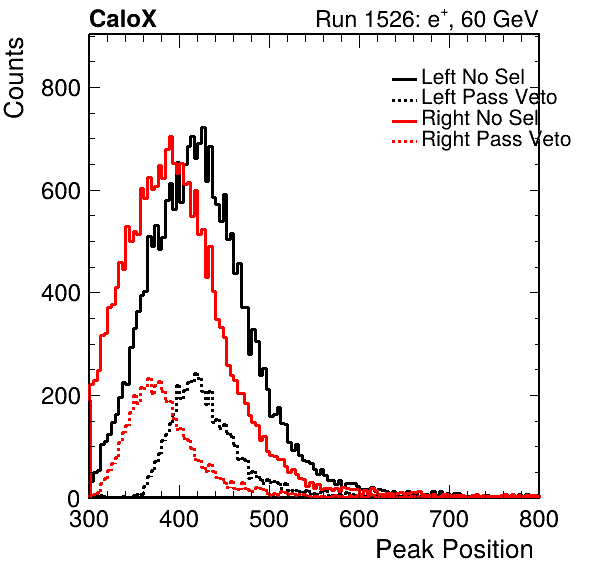 CaloX Run 1526: e+, 60 GeV
Counts
Left No Sel
Left Pass Veto
Right No Sel
Right Pass Veto
800
600
400
200
0
300 400 500 600 700 800
Peak Position